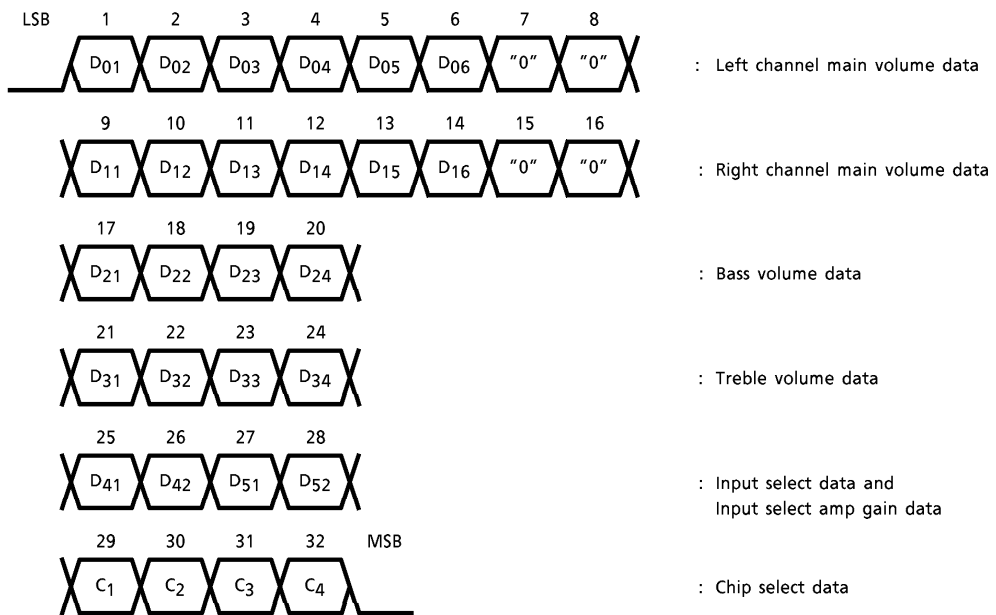 LSB 1 2 3 4 5 6 7 8
D01 D02 D03 D04 D05 D06 "0" "0" : Left channel main volume data
9 10 11 12 13 14 15 16
D11 D12 D13 D14 D15 D16 "0" "0" : Right channel main volume data
17 18 19 20
D21 D22 D23 D24 : Bass volume data
21 22 23 24
D31 D32 D33 D34 : Treble volume data
25 26 27 28
D41 D42 D51 D52 : Input select data and
Input select amp gain data
29 30 31 32 MSB
C1 C2 C3 C4 : Chip select data